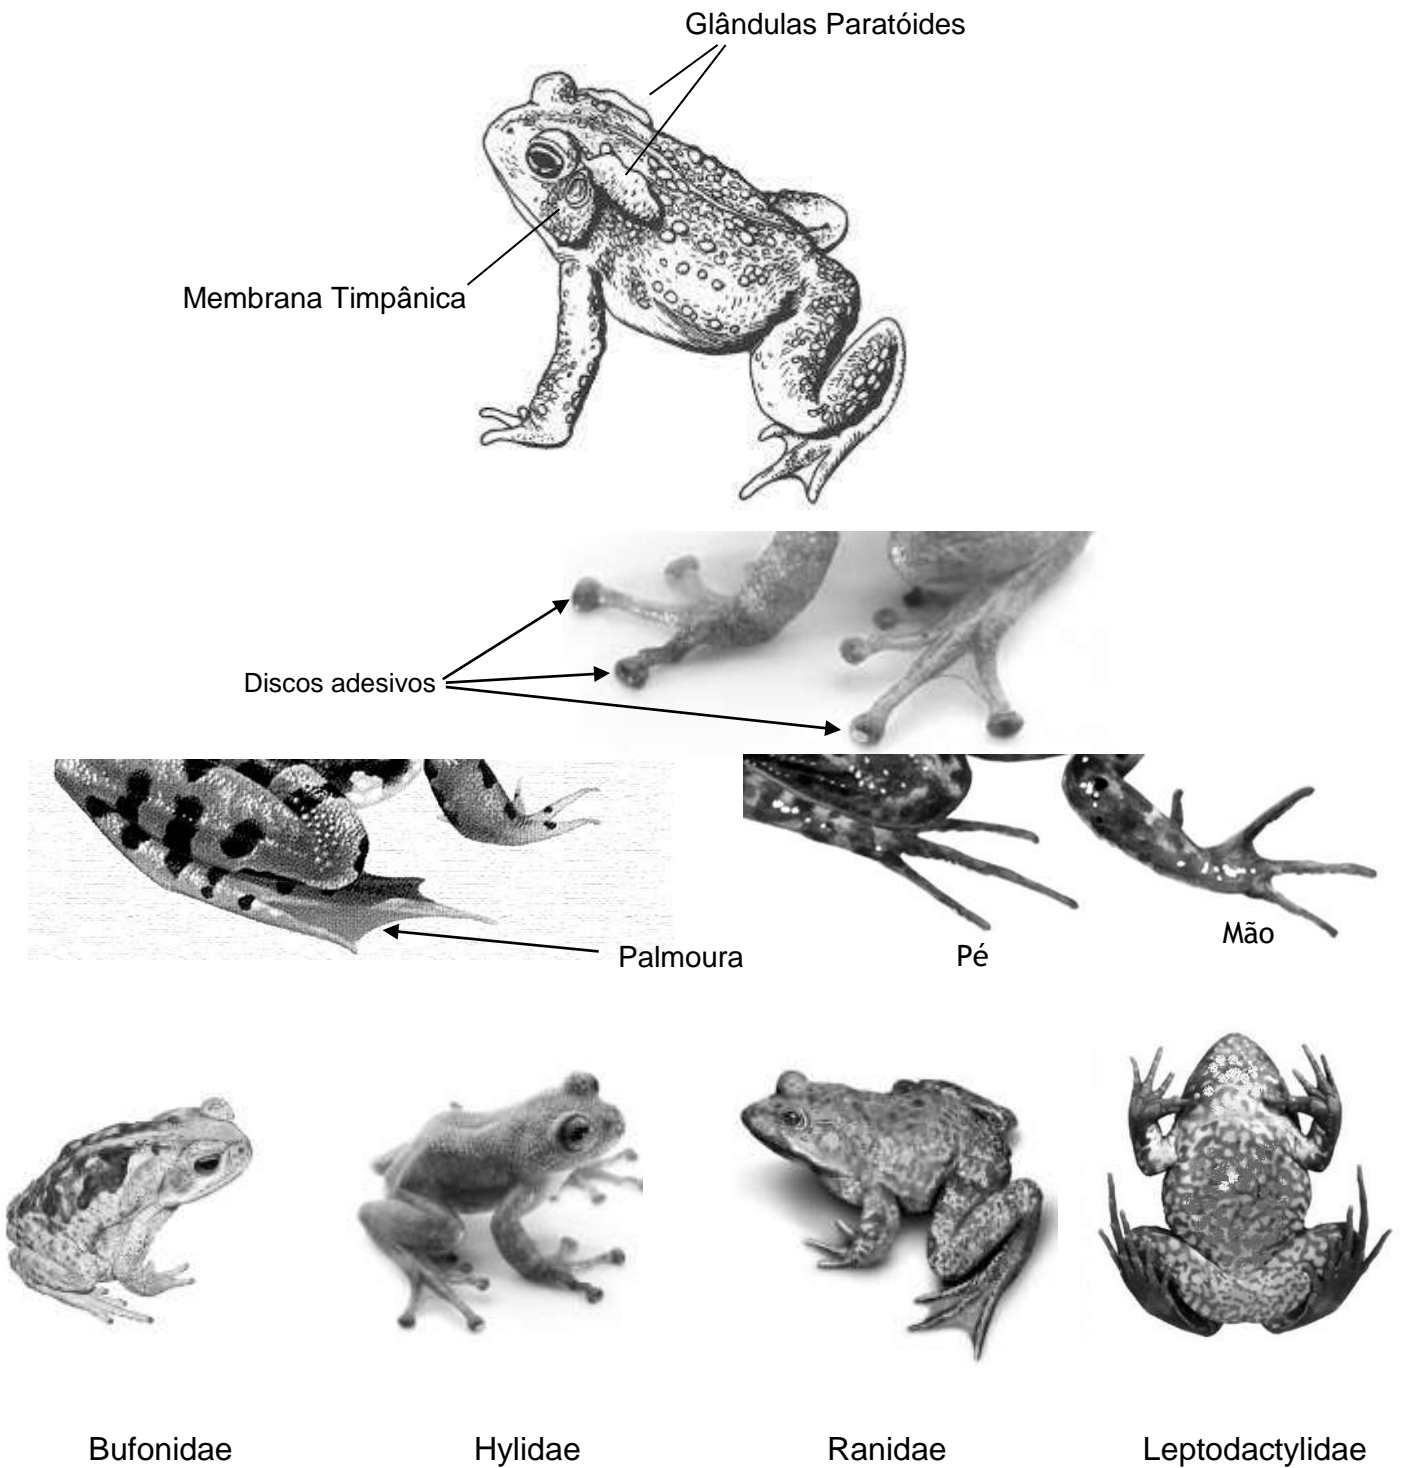 Glândulas Paratóides
Membrana Timpânica
Discos adesivos
Palmoura
Pé
Mão
Bufonidae
Hylidae
Ranidae
Leptodactylidae